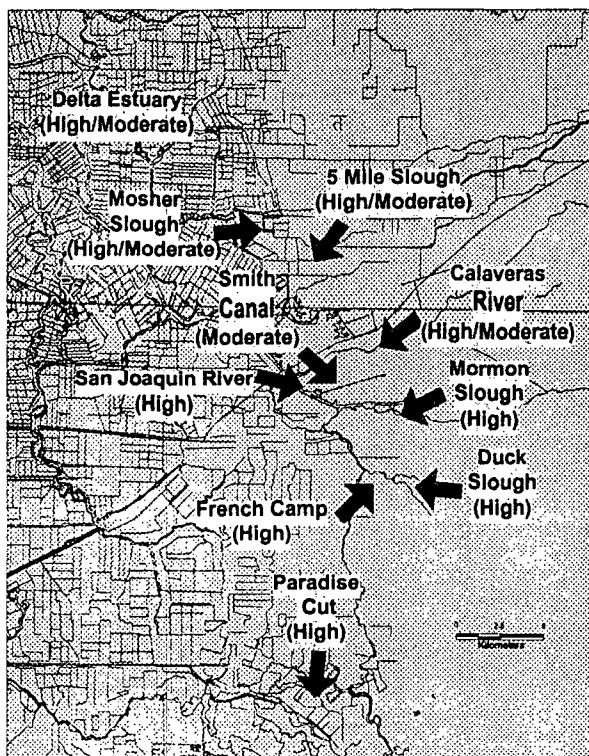 Delta Estuary
(High/Moderate)
5 Mile Slough
(High/Moderate)
Mosher
Slough
(High/Moderate)
Smith
Canal
(Moderate)
Calaveras
River
(High/Moderate)
San Joaquin River
(High)
Mormon
Slough
(High)
Duck
Slough
(High)
French Camp
(High)
Paradise
Cut
(High)
Kilometers